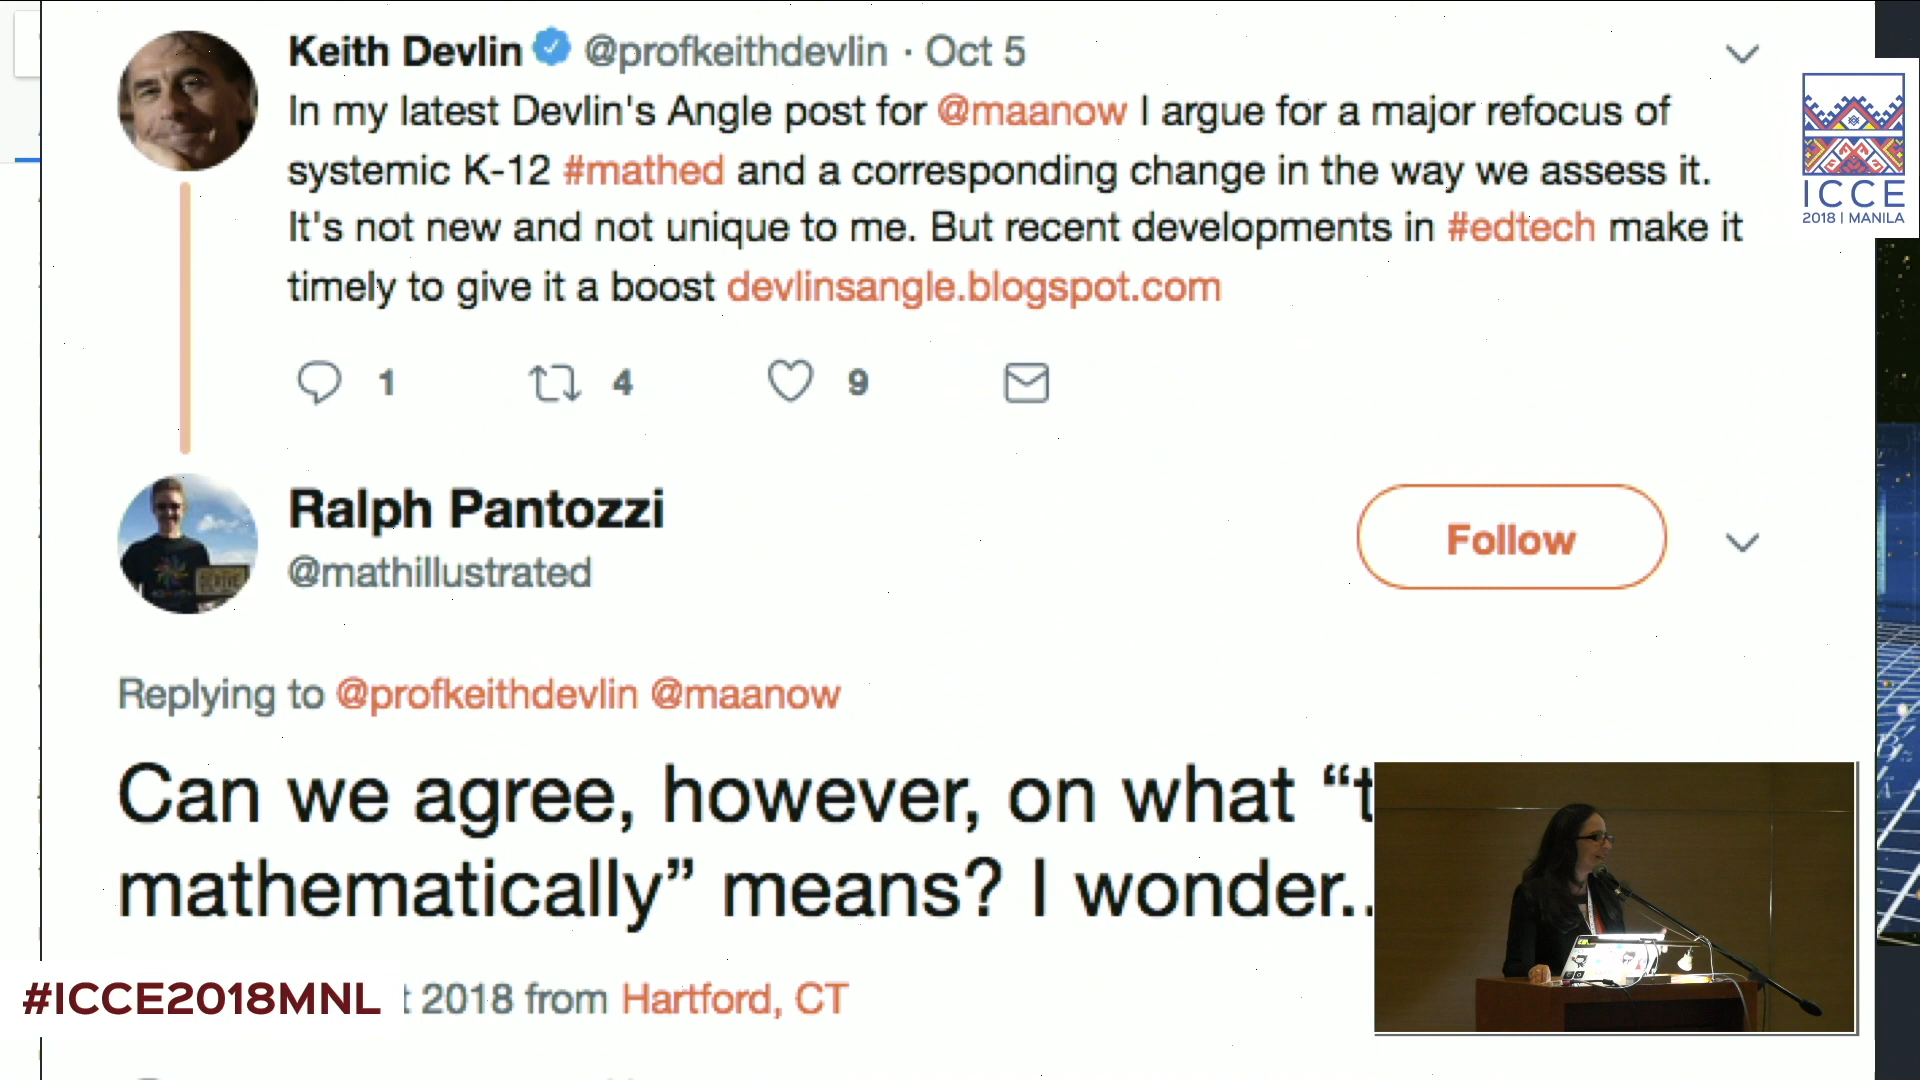 Keith Devlin @profkeithdevlin · Oct 5
In my latest Devlin's Angle post for @maanow I argue for a major refocus of
systemic K-12 #mathed and a corresponding change in the way we assess it.
It's not new and not unique to me. But recent developments in #edtech make it
timely to give it a boost devlinsangle.blogspot.com
1 4 9
ICCE
2018 | MANILA
Ralph Pantozzi
@mathillustrated
Follow
Replying to @profkeithdevlin @maanow
Can we agree, however, on what “t
mathematically” means? I wonder..
#ICCE2018MNL
t 2018 from Hartford, CT